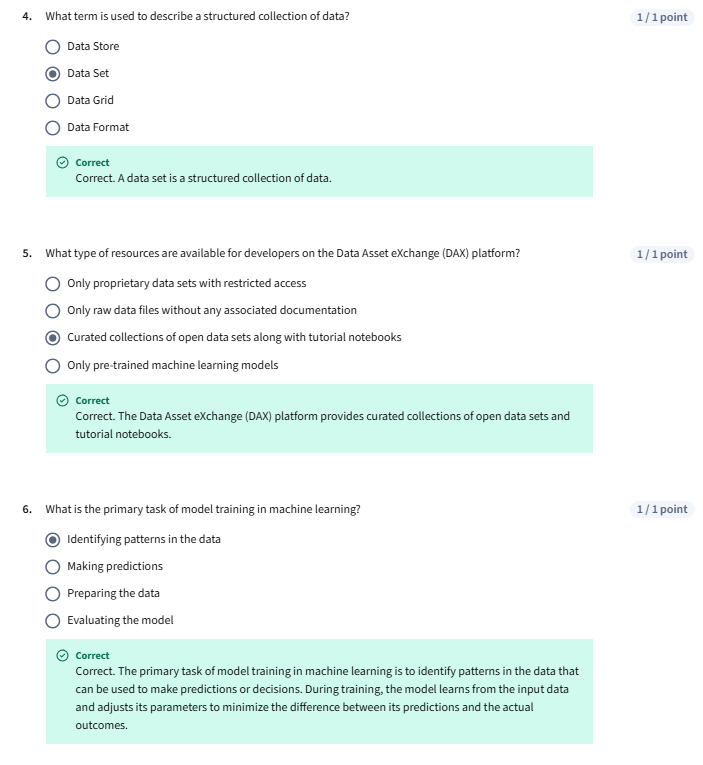 4. What term is used to describe a structured collection of data? 1 / 1 point
Data Store
Data Set
Data Grid
Data Format
Correct
Correct. A data set is a structured collection of data.
5. What type of resources are available for developers on the Data Asset eXchange (DAX) platform? 1 / 1 point
Only proprietary data sets with restricted access
Only raw data files without any associated documentation
Curated collections of open data sets along with tutorial notebooks
Only pre-trained machine learning models
Correct
Correct. The Data Asset eXchange (DAX) platform provides curated collections of open data sets and
tutorial notebooks.
6. What is the primary task of model training in machine learning? 1 / 1 point
Identifying patterns in the data
Making predictions
Preparing the data
Evaluating the model
Correct
Correct. The primary task of model training in machine learning is to identify patterns in the data that
can be used to make predictions or decisions. During training, the model learns from the input data
and adjusts its parameters to minimize the difference between its predictions and the actual
outcomes.